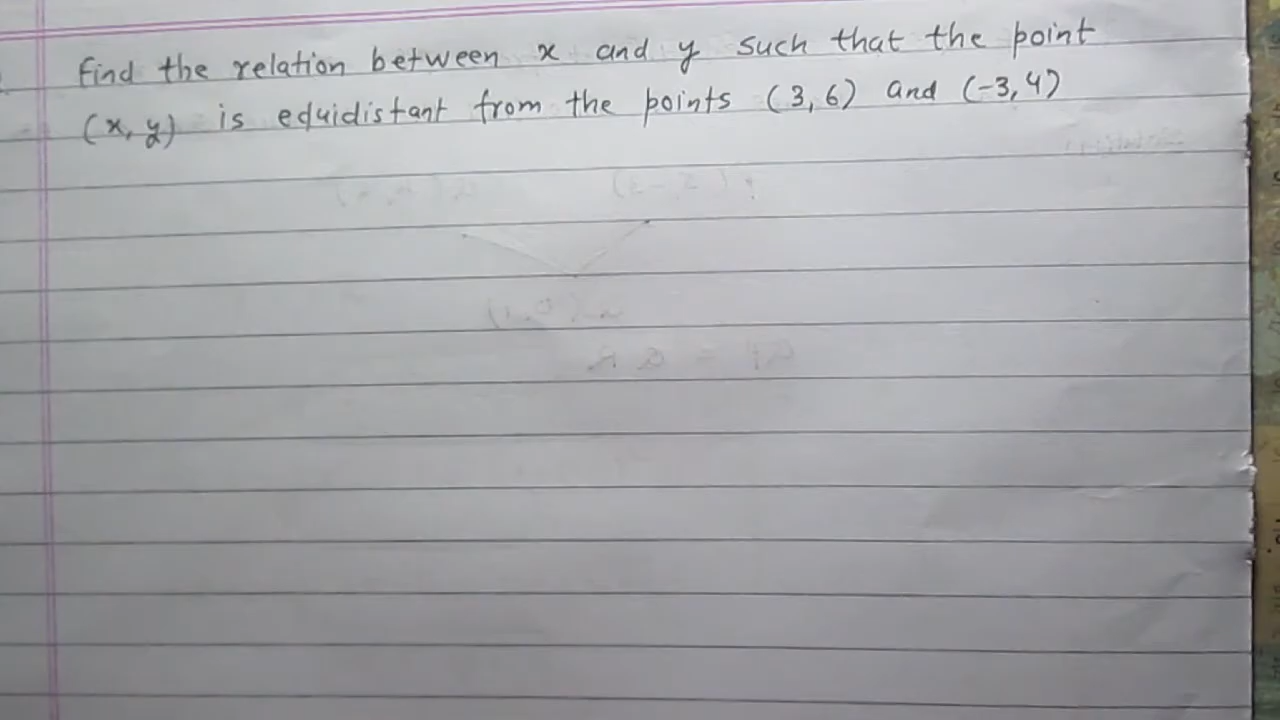 Find the relation between x and y such that the point
(x, y) is equidistant from the points (3, 6) and (-3, 4)